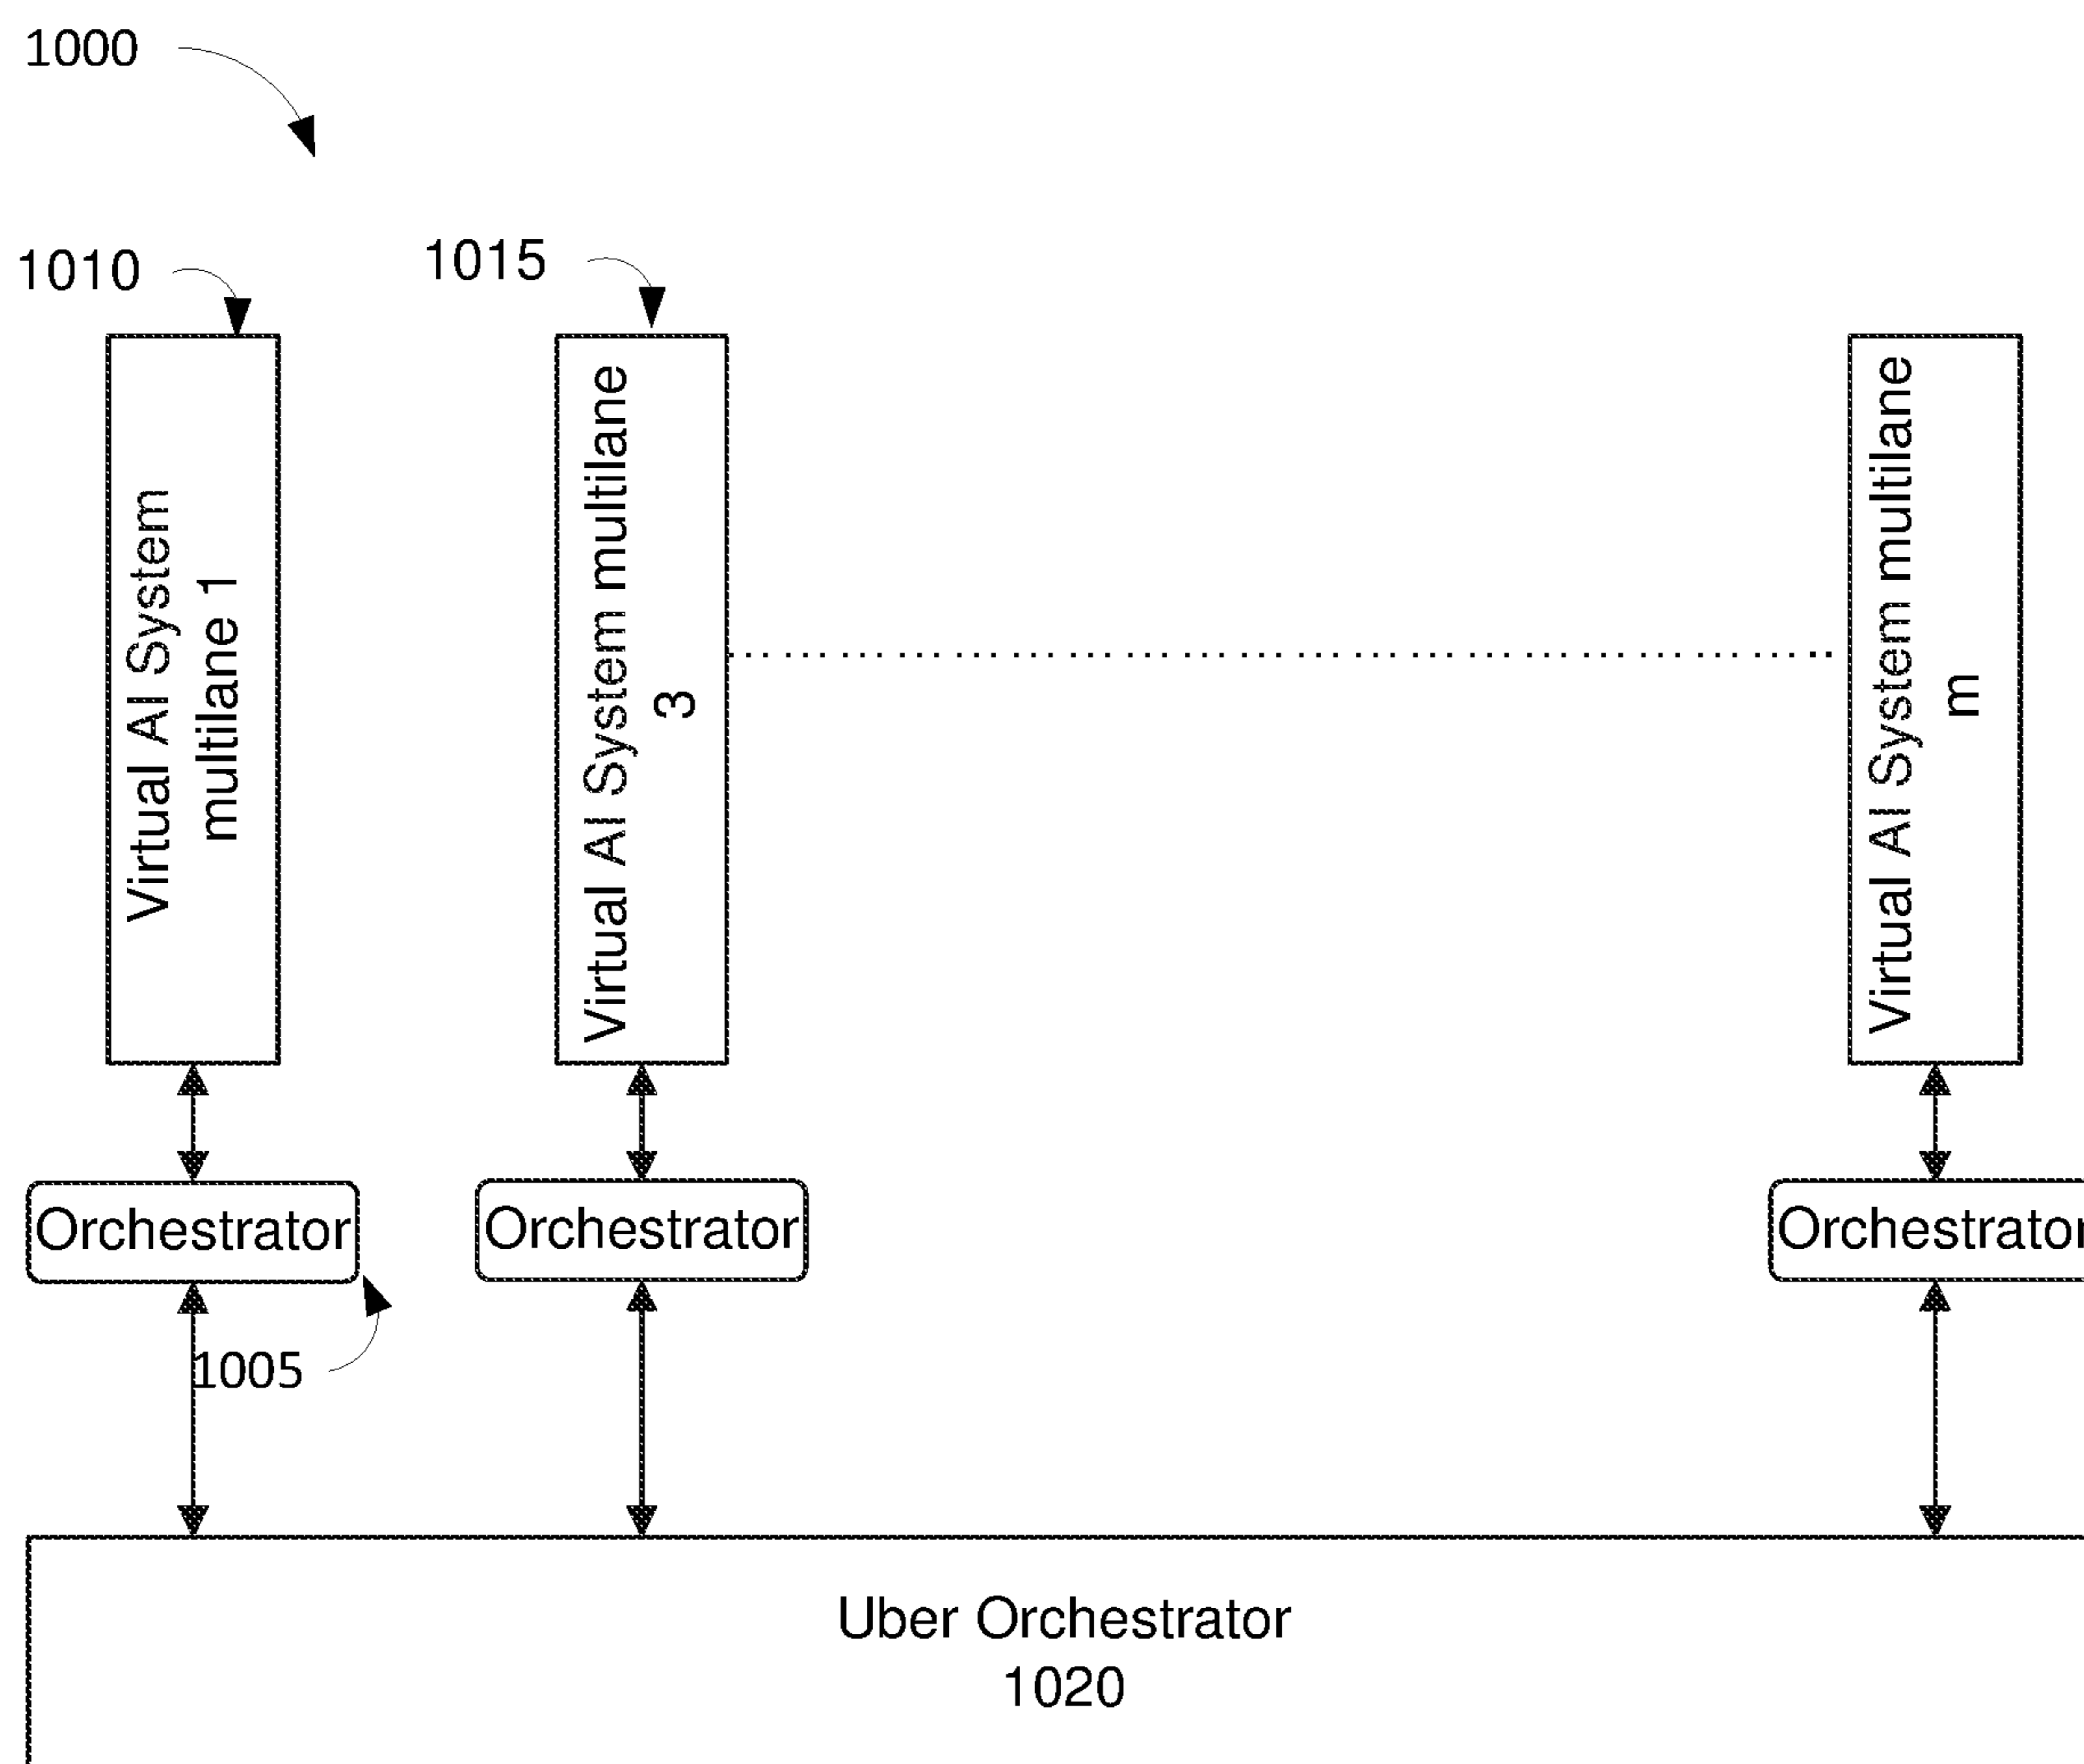 1000
1010
1015
Virtual AI System
multilane 1
Virtual AI System multilane
3
Virtual AI System multilane
m
Orchestrator
Orchestrator
Orchestrator
1005
Uber Orchestrator
1020